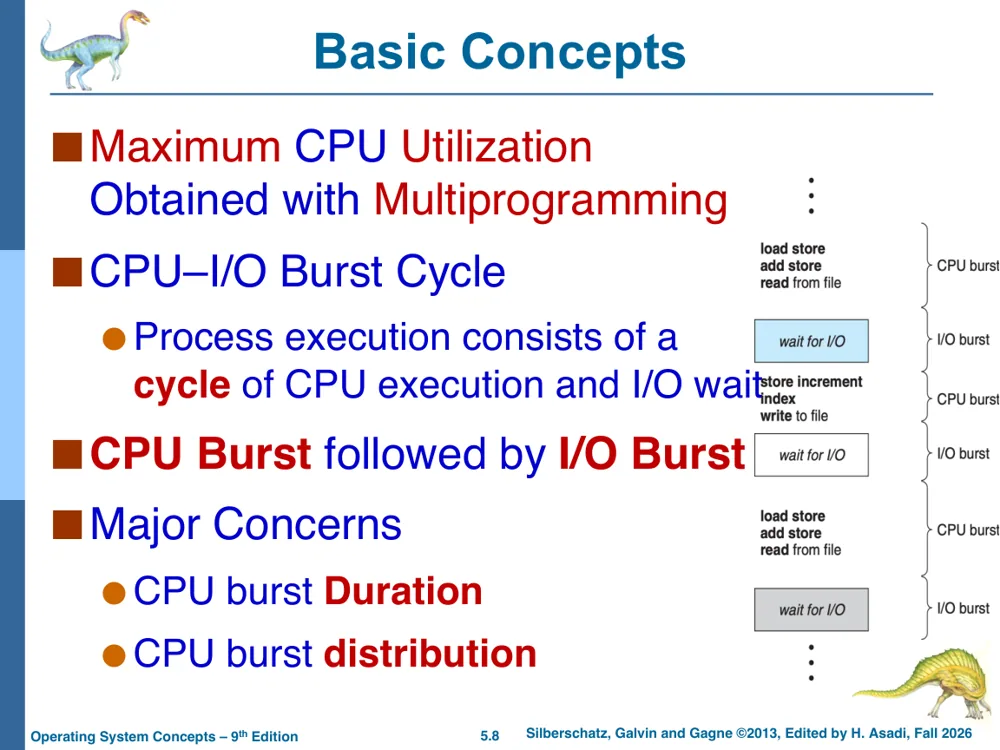 Basic Concepts
Maximum CPU Utilization
Obtained with Multiprogramming
CPU–I/O Burst Cycle
Process execution consists of a
cycle of CPU execution and I/O wait
CPU Burst followed by I/O Burst
Major Concerns
CPU burst Duration
CPU burst distribution
load store
add store
read from file
CPU burst
wait for I/O
I/O burst
store increment
index
write to file
CPU burst
wait for I/O
I/O burst
load store
add store
read from file
CPU burst
wait for I/O
I/O burst
Operating System Concepts – 9th Edition
5.8
Silberschatz, Galvin and Gagne ©2013, Edited by H. Asadi, Fall 2026